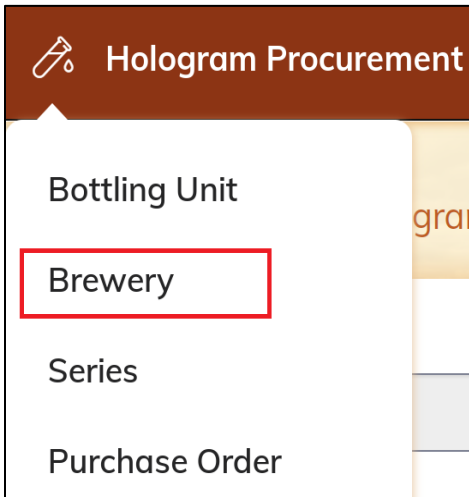 Hologram Procurement
Bottling Unit
Brewery
Series
Purchase Order